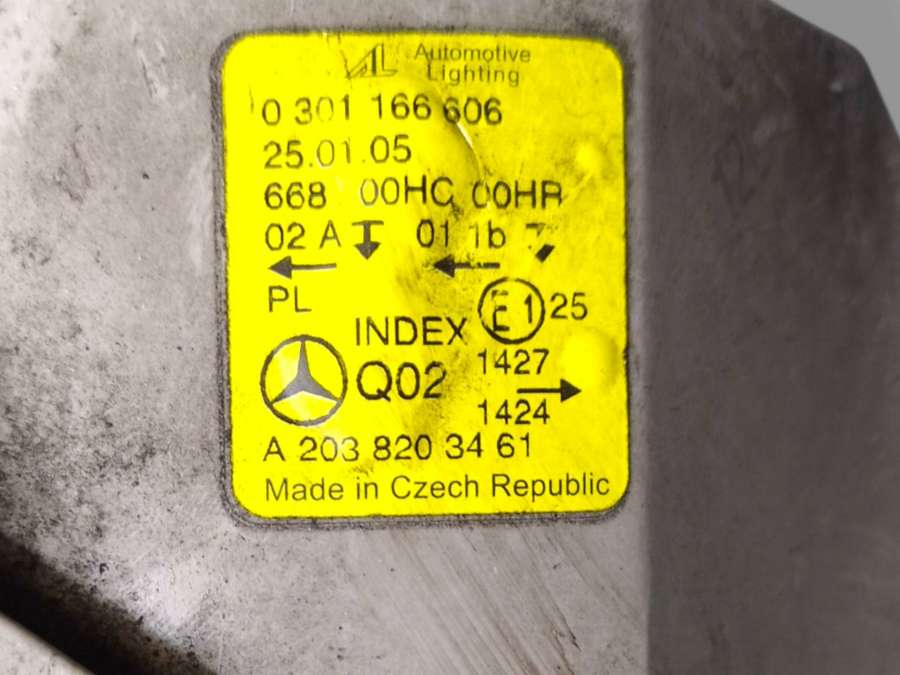 AL Automotive
Lighting
0 301 166 606
25.01.05
668 00HC 00HR
02 A 01 1b
PL
E1 25
INDEX
Q02
1427
1424
A 203 820 34 61
Made in Czech Republic